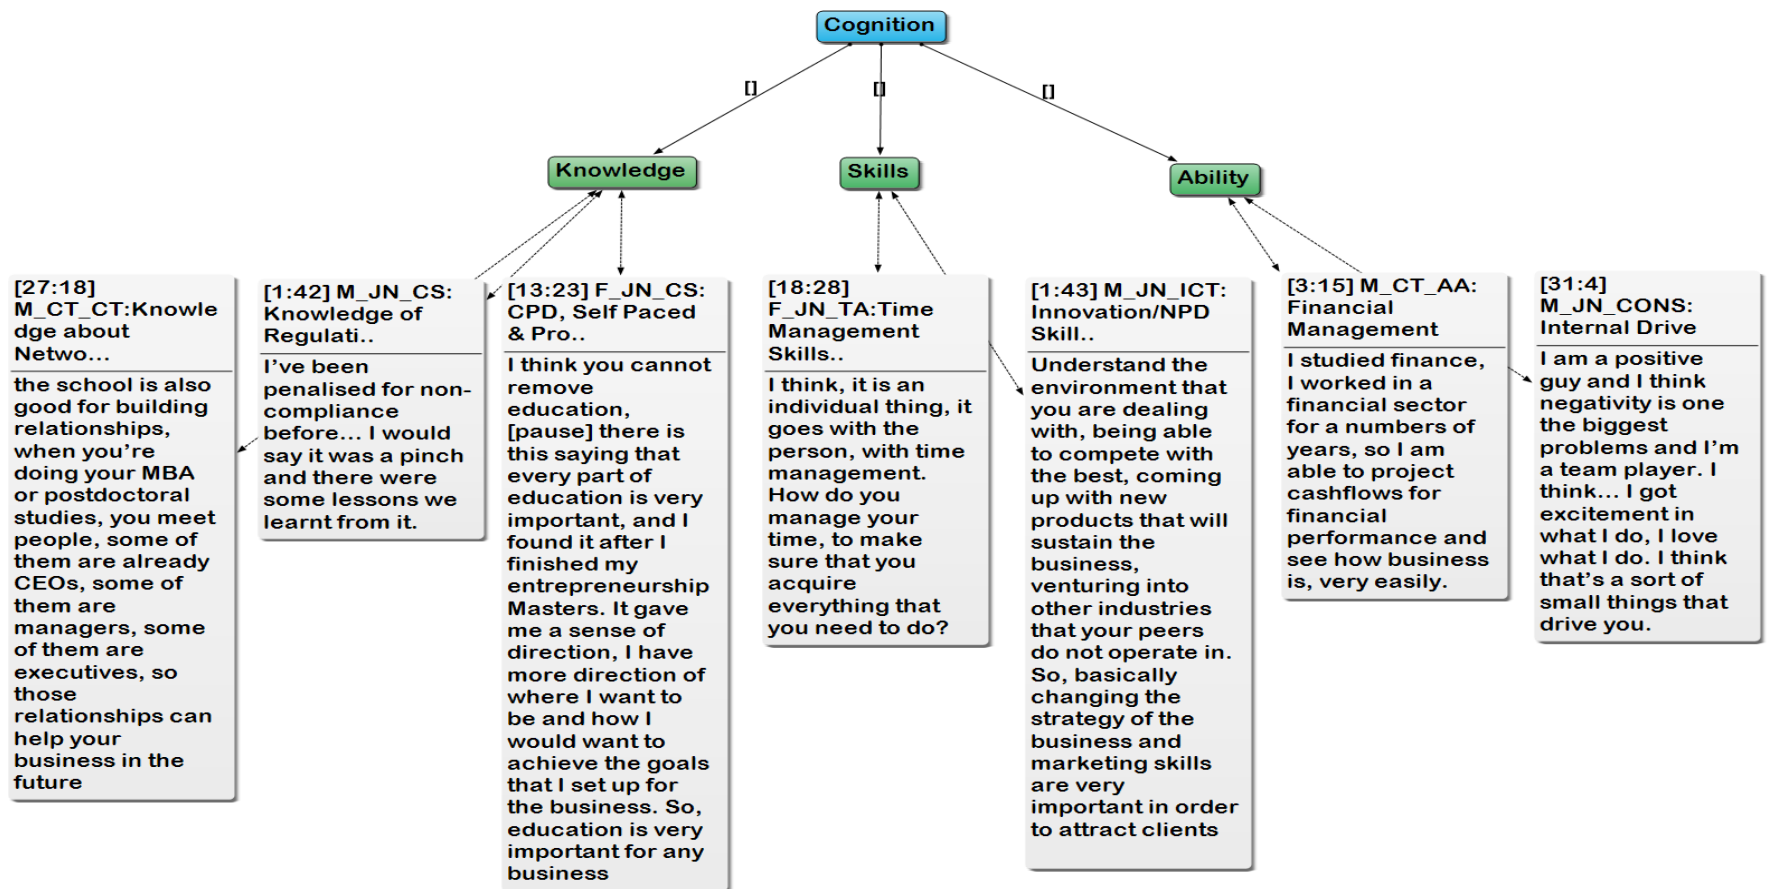 Cognition
[]
[]
[]
Knowledge
Skills
Ability
[27:18]
M_CT_CT:Knowle
dge about
Netwo...
the school is also
good for building
relationships,
when you're
doing your MBA
or postdoctoral
studies, you meet
people, some of
them are already
CEOs, some of
them are
managers, some
of them are
executives, so
those
relationships can
help your
business in the
future
[1:42] M_JN_CS:
Knowledge of
Regulati..
I've been
penalised for non-
compliance
before... I would
say it was a pinch
and there were
some lessons we
learnt from it.
[13:23] F_JN_CS:
CPD, Self Paced
& Pro..
I think you cannot
remove
education,
[pause] there is
this saying that
every part of
education is very
important, and I
found it after I
finished my
entrepreneurship
Masters. It gave
me a sense of
direction, I have
more direction of
where I want to
be and how I
would want to
achieve the goals
that I set up for
the business. So,
education is very
important for any
business
[18:28]
F_JN_TA:Time
Management
Skills..
I think, it is an
individual thing, it
goes with the
person, with time
management.
How do you
manage your
time, to make
sure that you
acquire
everything that
you need to do?
[1:43] M_JN_ICT:
Innovation/NPD
Skill..
Understand the
environment that
you are dealing
with, being able
to compete with
the best, coming
up with new
products that will
sustain the
business,
venturing into
other industries
that your peers
do not operate in.
So, basically
changing the
strategy of the
business and
marketing skills
are very
important in order
to attract clients
[3:15] M_CT_AA:
Financial
Management
I studied finance,
I worked in a
financial sector
for a numbers of
years, so I am
able to project
cashflows for
financial
performance and
see how business
is, very easily.
[31:4]
M_JN_CONS:
Internal Drive
I am a positive
guy and I think
negativity is one
the biggest
problems and I'm
a team player. I
think... I got
excitement in
what I do, I love
what I do. I think
that's a sort of
small things that
drive you.